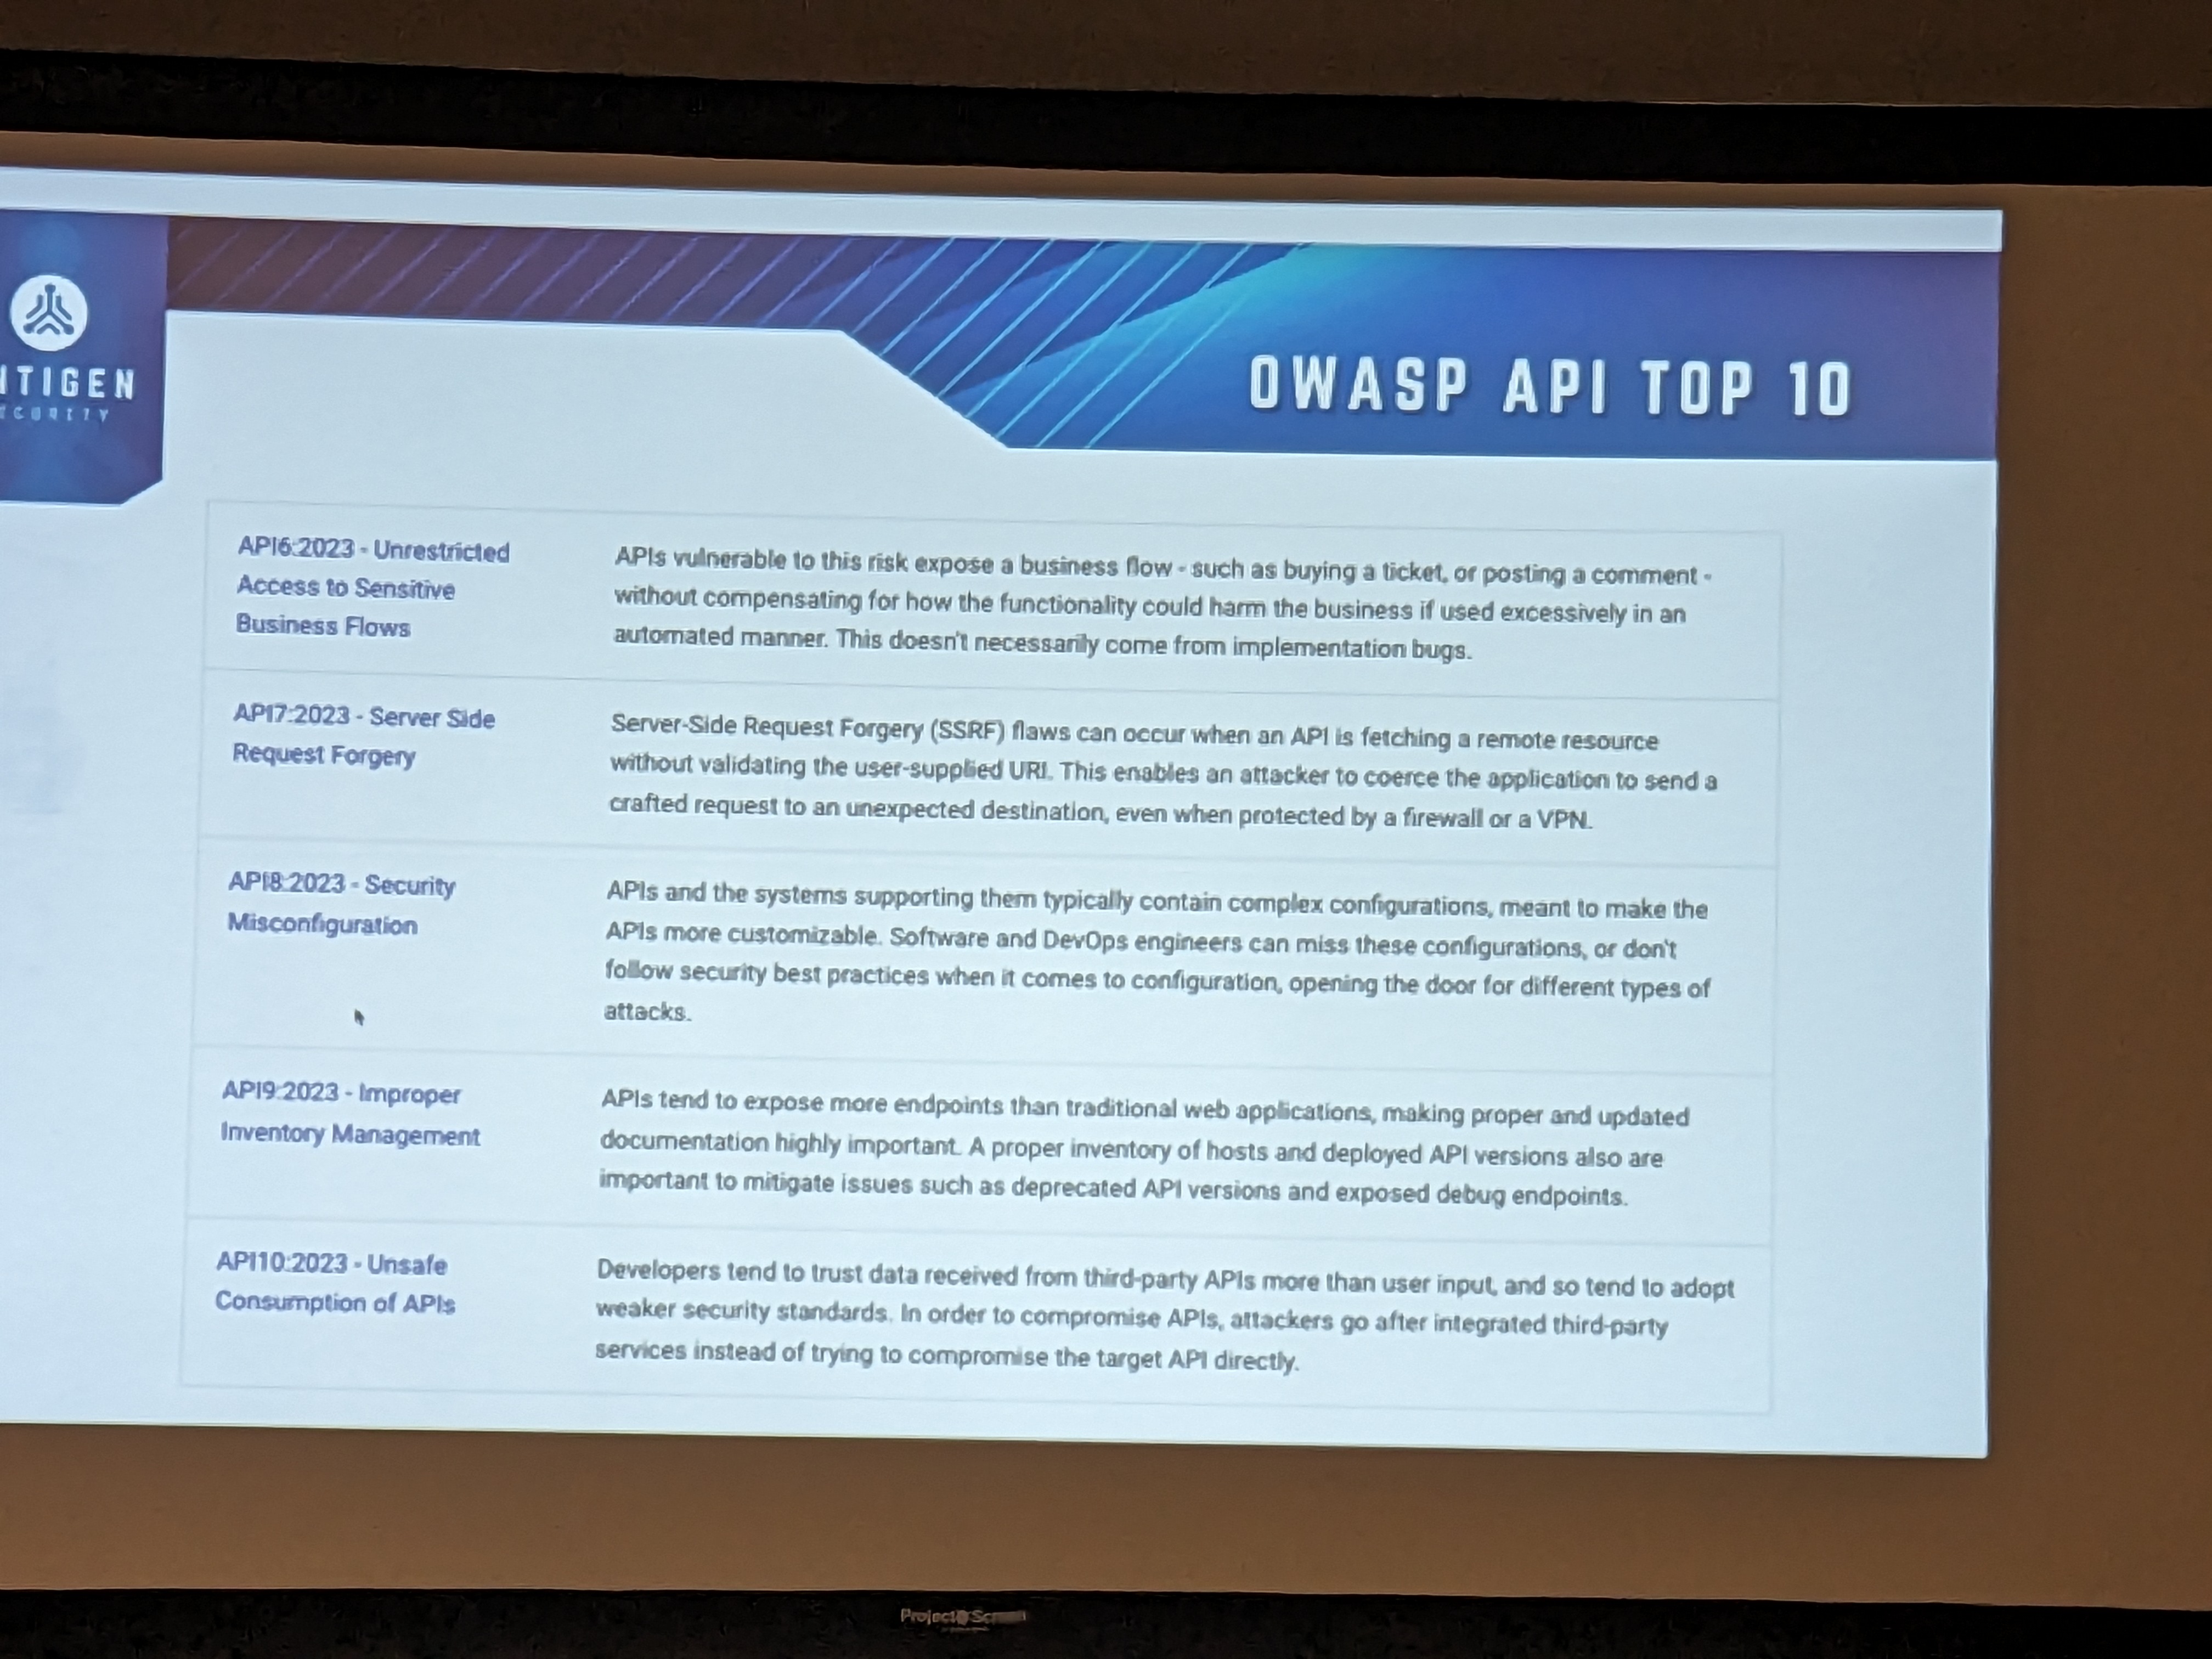 NTIGEN
SECURITY
OWASP API TOP 10
API6:2023 - Unrestricted
Access to Sensitive
Business Flows
APIs vulnerable to this risk expose a business flow - such as buying a ticket, or posting a comment -
without compensating for how the functionality could harm the business if used excessively in an
automated manner. This doesn't necessarily come from implementation bugs.
API7:2023 - Server Side
Request Forgery
Server-Side Request Forgery (SSRF) flaws can occur when an API is fetching a remote resource
without validating the user-supplied URI. This enables an attacker to coerce the application to send a
crafted request to an unexpected destination, even when protected by a firewall or a VPN.
API8:2023 - Security
Misconfiguration
APIs and the systems supporting them typically contain complex configurations, meant to make the
APIs more customizable. Software and DevOps engineers can miss these configurations, or don't
follow security best practices when it comes to configuration, opening the door for different types of
attacks.
API9:2023 - Improper
Inventory Management
APIs tend to expose more endpoints than traditional web applications, making proper and updated
documentation highly important. A proper inventory of hosts and deployed API versions also are
important to mitigate issues such as deprecated API versions and exposed debug endpoints.
API10:2023 - Unsafe
Consumption of APIs
Developers tend to trust data received from third-party APIs more than user input, and so tend to adopt
weaker security standards. In order to compromise APIs, attackers go after integrated third-party
services instead of trying to compromise the target API directly.
Project Screen